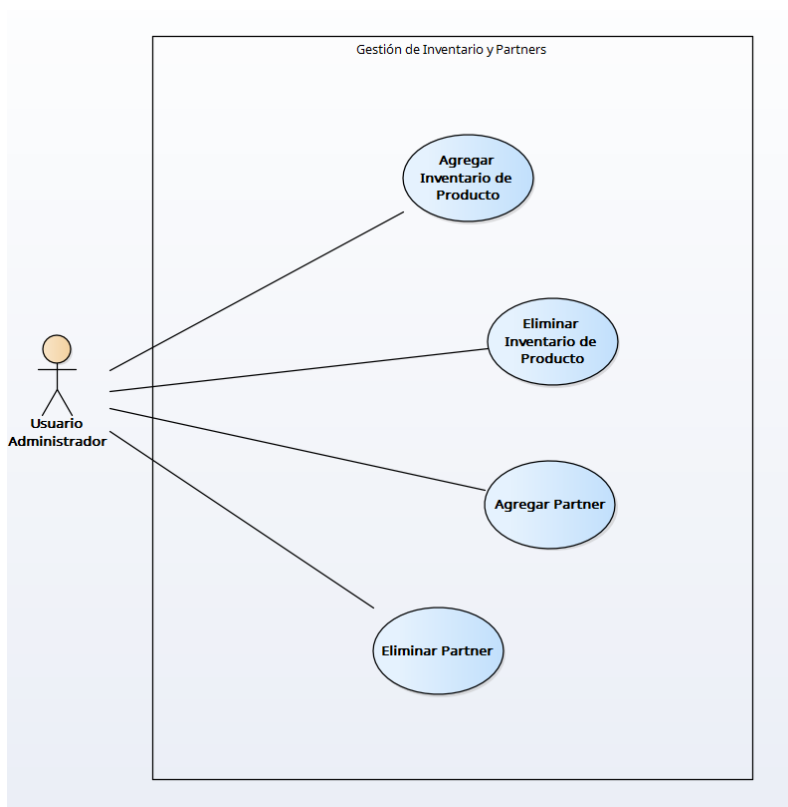 Gestión de Inventario y Partners
Agregar
Inventario de
Producto
Eliminar
Inventario de
Producto
Usuario
Administrador
Agregar Partner
Eliminar Partner